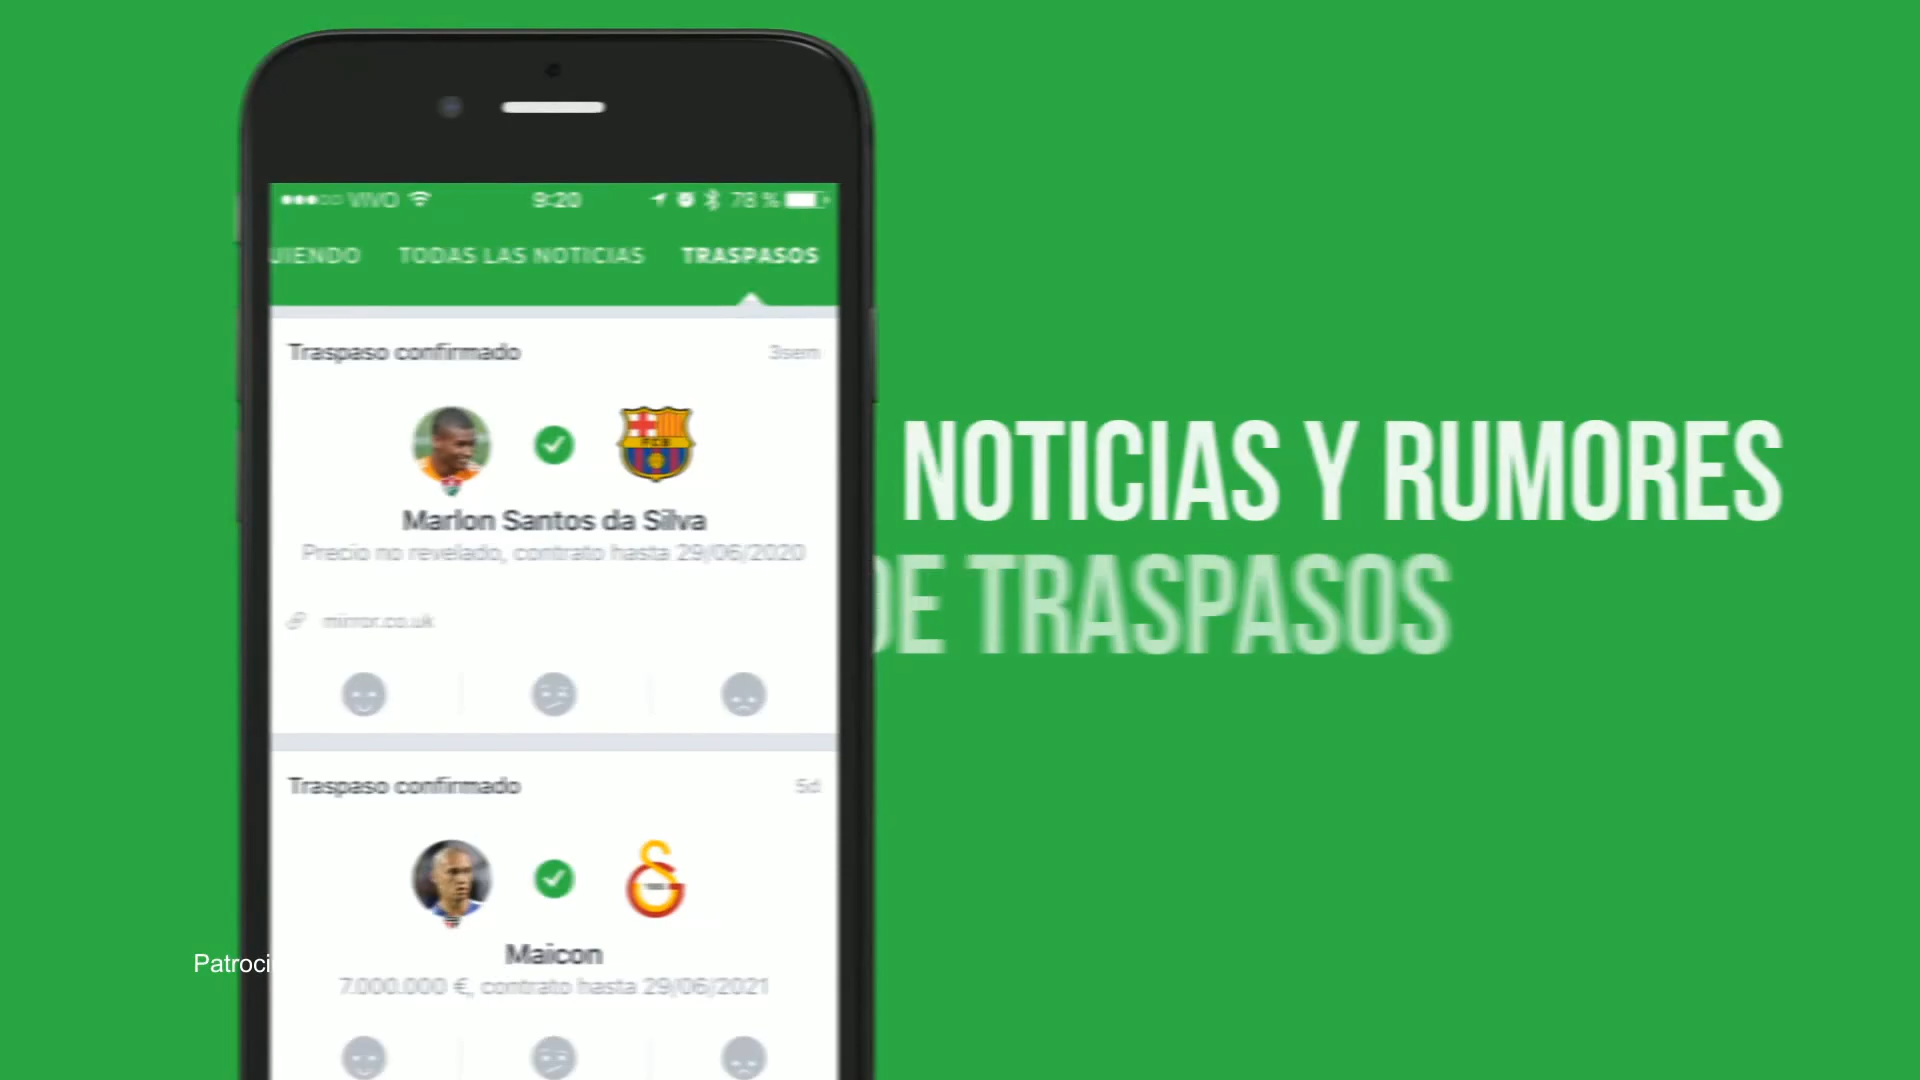 VIVO 9:20 78 %
UIENDO TODAS LAS NOTICIAS TRASPASOS
Traspaso confirmado 3sem
FCB
Marlon Santos da Silva
Precio no revelado, contrato hasta 29/06/2020
mirror.co.uk
Traspaso confirmado 5d
Maicon
7.000.000 €, contrato hasta 29/06/2021
NOTICIAS Y RUMORES
DE TRASPASOS
Patroci